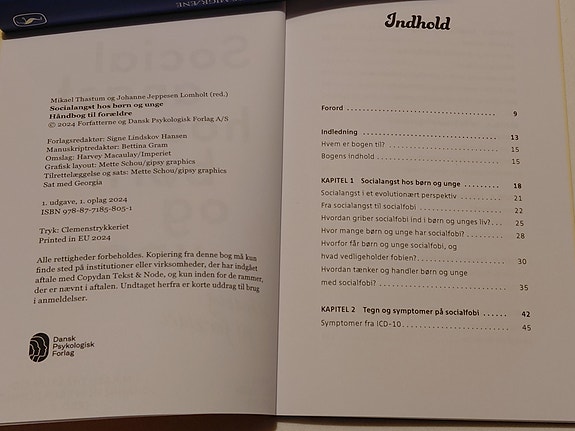 Mikael Thastum og Johanne Jeppesen Lomholt (red.)
Socialangst hos børn og unge
Håndbog til forældre
© 2024 Forfatterne og Dansk Psykologisk Forlag A/S
Forlagsredaktør: Signe Lindskov Hansen
Manuskriptredaktør: Bettina Gram
Omslag: Harvey Macaulay/Imperiet
Grafisk layout: Mette Schou/gipsy graphics
Tilrettelæggelse og sats: Mette Schou/gipsy graphics
Sat med Georgia
1. udgave, 1. oplag 2024
ISBN 978-87-7185-805-1
Tryk: Clemenstrykkeriet
Printed in EU 2024
Alle rettigheder forbeholdes. Kopiering fra denne bog må kun
finde sted på institutioner eller virksomheder, der har indgået
aftale med Copydan Tekst & Node, og kun inden for de rammer,
der er nævnt i aftalen. Undtaget herfra er korte uddrag til brug
i anmeldelser.
Dansk
Psykologisk
Forlag
Indhold
Forord 9
Indledning 13
Hvem er bogen til? 15
Bogens indhold 15
KAPITEL 1 Socialangst hos børn og unge 18
Socialangst i et evolutionært perspektiv 21
Fra socialangst til socialfobi 22
Hvordan griber socialfobi ind i børn og unges liv? 25
Hvor mange børn og unge har socialfobi? 28
Hvorfor får børn og unge socialfobi, og
hvad vedligeholder fobien? 30
Hvordan tænker og handler børn og unge
med socialfobi? 35
KAPITEL 2 Tegn og symptomer på socialfobi 42
Symptomer fra ICD-10 45